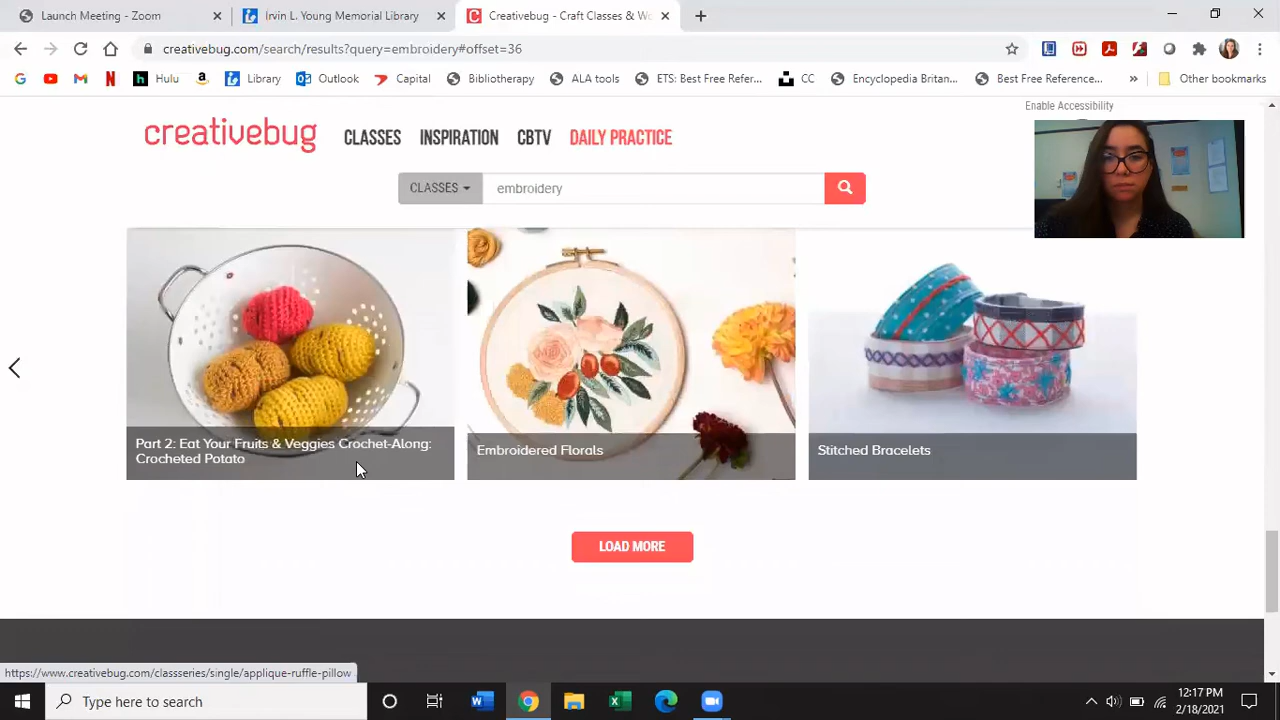 Launch Meeting - Zoom
Irvin L. Young Memorial Library
Creativebug - Craft Classes & Wo
creativebug.com/search/results?query=embroidery#offset=36
Hulu
Library
Outlook
Capital
Bibliotherapy
ALA tools
ETS: Best Free Refer...
CC
Encyclopedia Britan...
Best Free Reference...
»
Other bookmarks
Enable Accessibility
creativebug
CLASSES
INSPIRATION
CBTV
DAILY PRACTICE
CLASSES
embroidery
Part 2: Eat Your Fruits & Veggies Crochet-Along:
Crocheted Potato
Embroidered Florals
Stitched Bracelets
LOAD MORE
https://www.creativebug.com/classseries/single/applique-ruffle-pillow
Type here to search
12:17 PM
2/18/2021